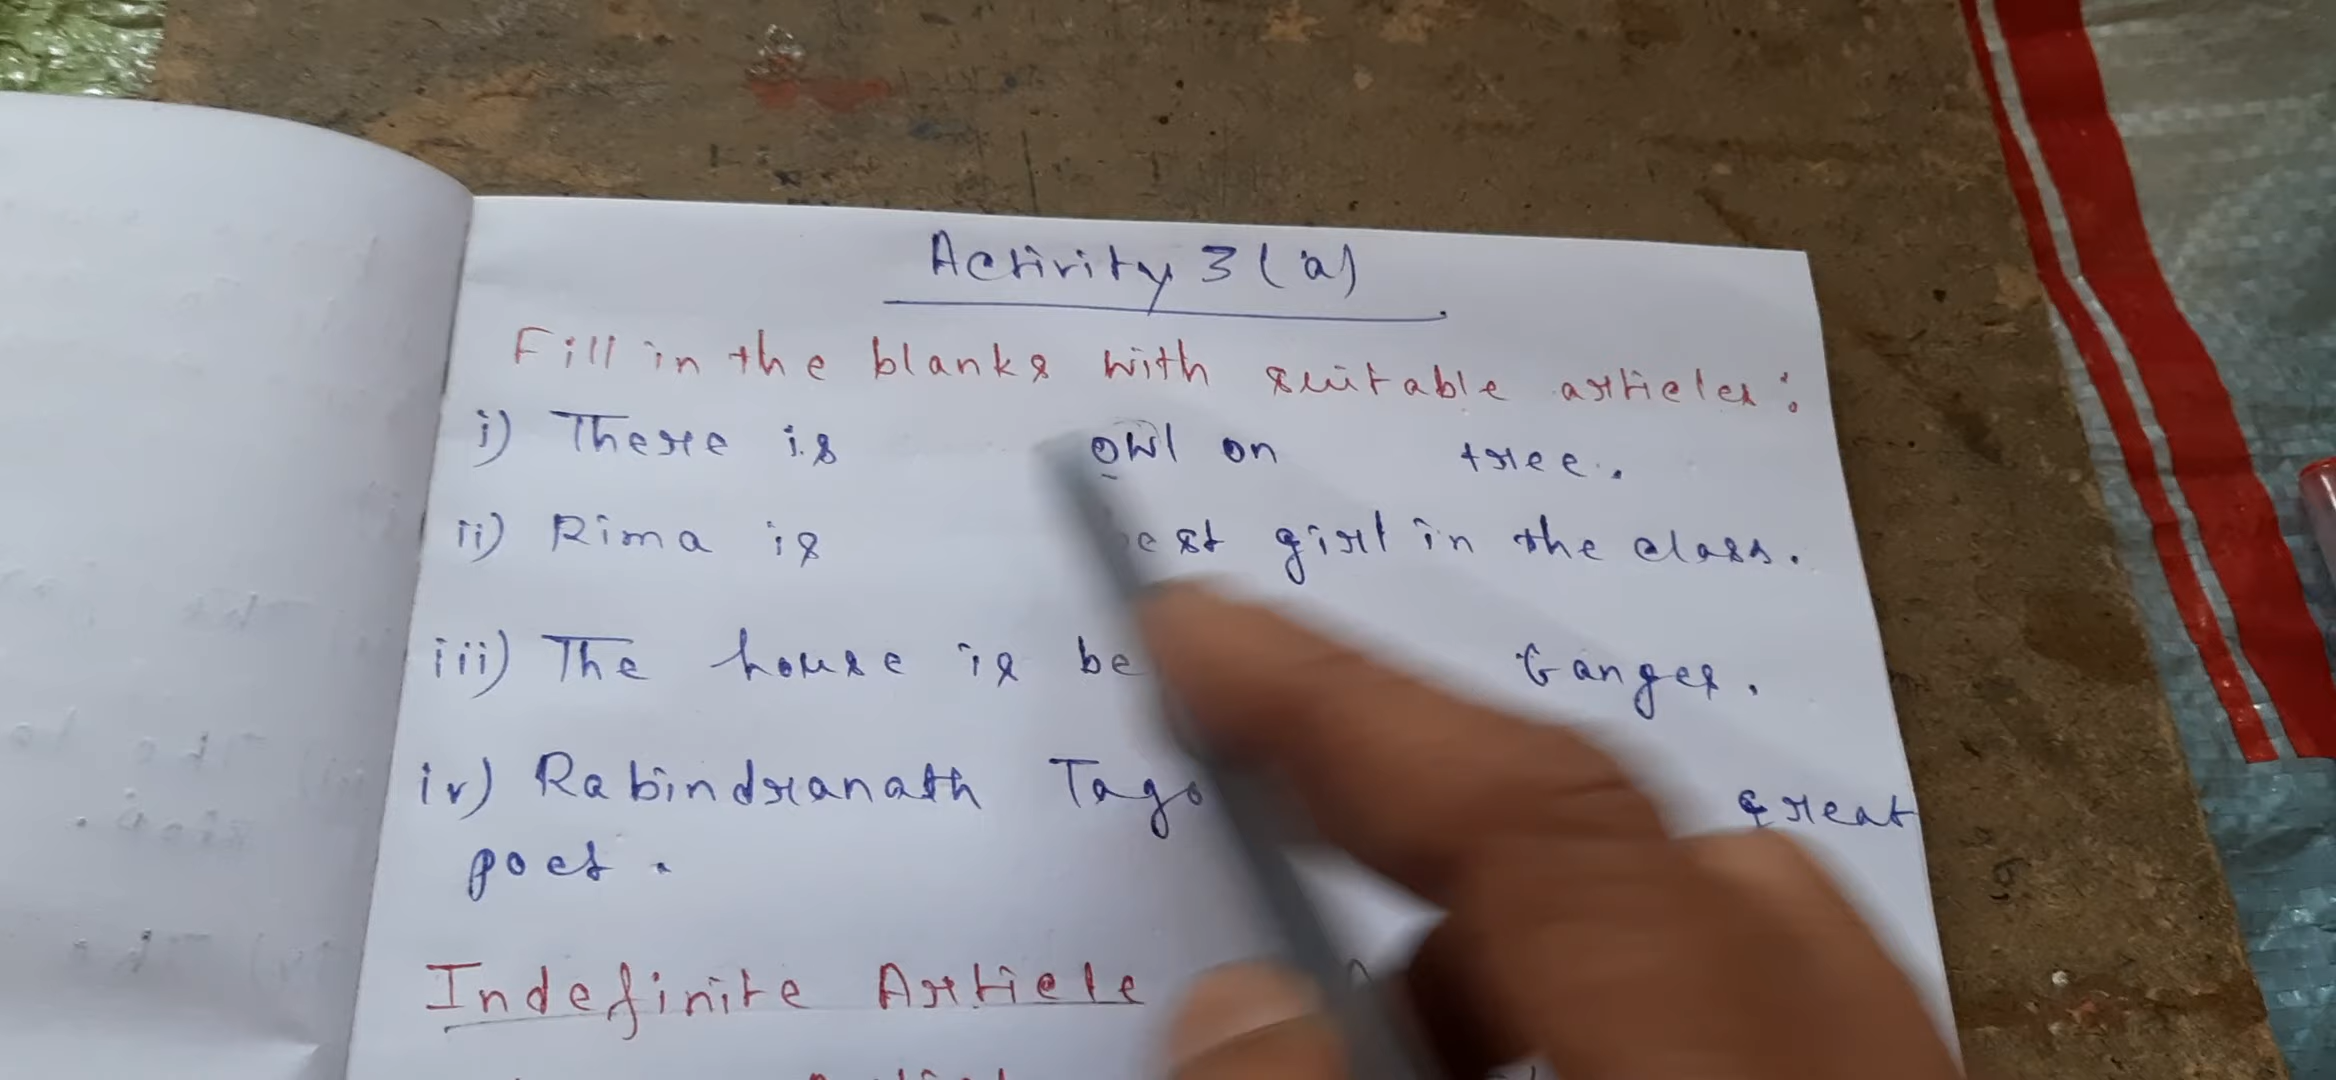 Activity 3 (a)
Fill in the blanks with suitable articles:
i) There is owl on tree.
ii) Rima is est girl in the class.
iii) The house is be Ganges.
iv) Rabindranath Tago great
poet.
Indefinite Article